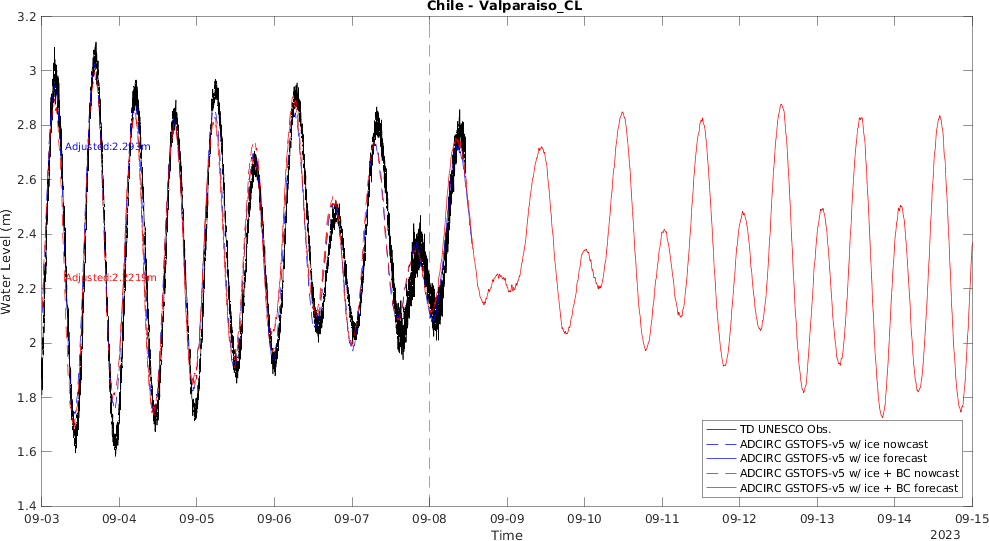 Chile - Valparaiso_CL
3.2
3
2.8
2.6
2.4
2.2
2
1.8
1.6
1.4
Water Level (m)
Adjusted:2.293m
Adjusted:2.2219m
TD UNESCO Obs.
ADCIRC GSTOFS-v5 w/ ice nowcast
ADCIRC GSTOFS-v5 w/ ice forecast
ADCIRC GSTOFS-v5 w/ ice + BC nowcast
ADCIRC GSTOFS-v5 w/ ice + BC forecast
09-03 09-04 09-05 09-06 09-07 09-08 09-09 09-10 09-11 09-12 09-13 09-14 09-15
Time
2023